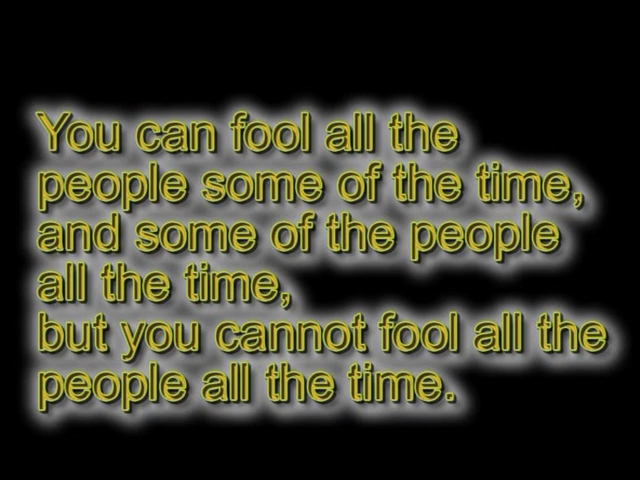 You can fool all the
people some of the time,
and some of the people
all the time,
but you cannot fool all the
people all the time.